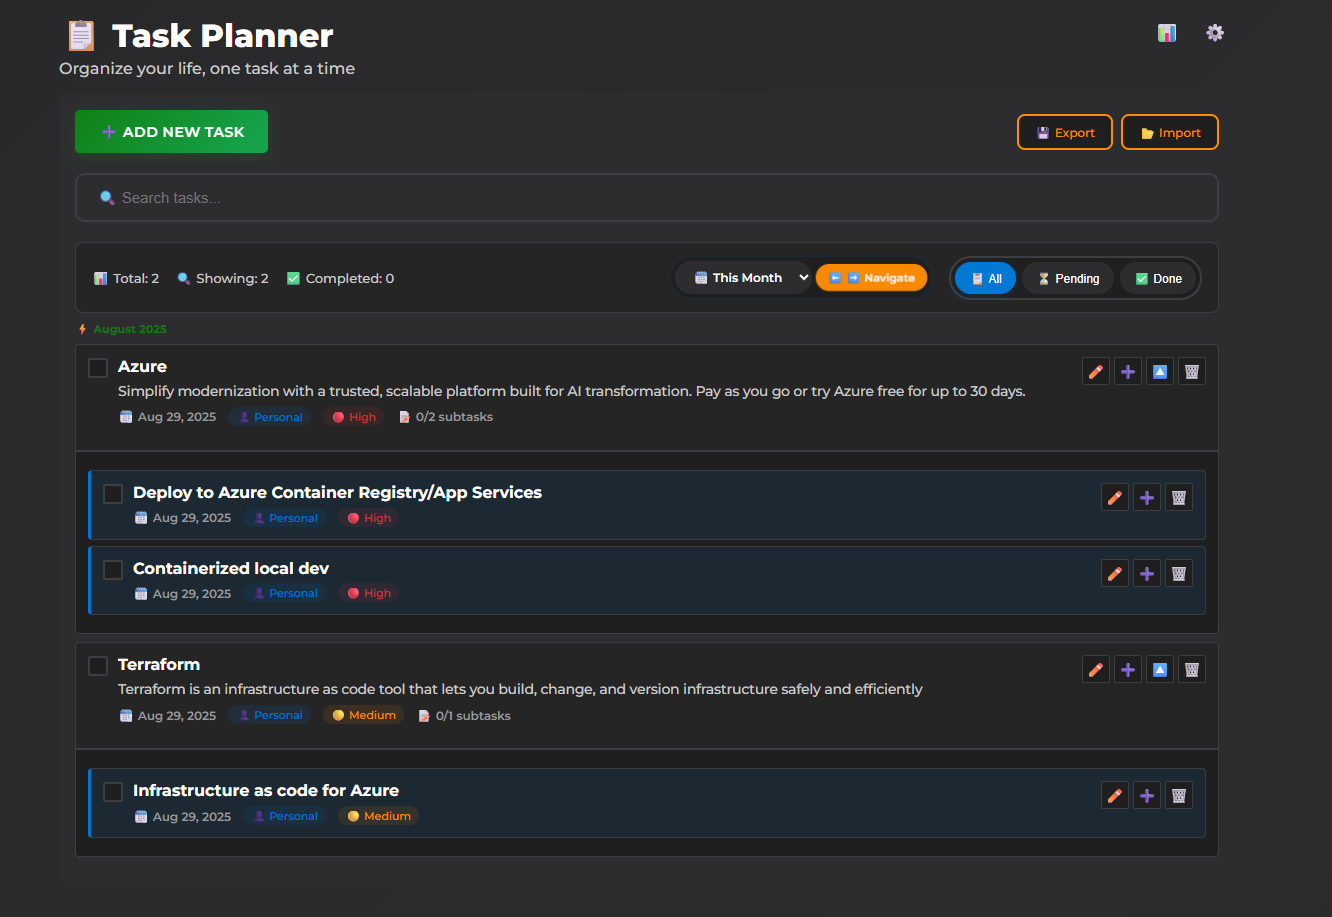 Task Planner
Organize your life, one task at a time
ADD NEW TASK
Export
Import
Search tasks...
Total: 2
Showing: 2
Completed: 0
This Month
Navigate
All
Pending
Done
August 2025
Azure
Simplify modernization with a trusted, scalable platform built for AI transformation. Pay as you go or try Azure free for up to 30 days.
Aug 29, 2025 Personal High 0/2 subtasks
Deploy to Azure Container Registry/App Services
Aug 29, 2025 Personal High
Containerized local dev
Aug 29, 2025 Personal High
Terraform
Terraform is an infrastructure as code tool that lets you build, change, and version infrastructure safely and efficiently
Aug 29, 2025 Personal Medium 0/1 subtasks
Infrastructure as code for Azure
Aug 29, 2025 Personal Medium